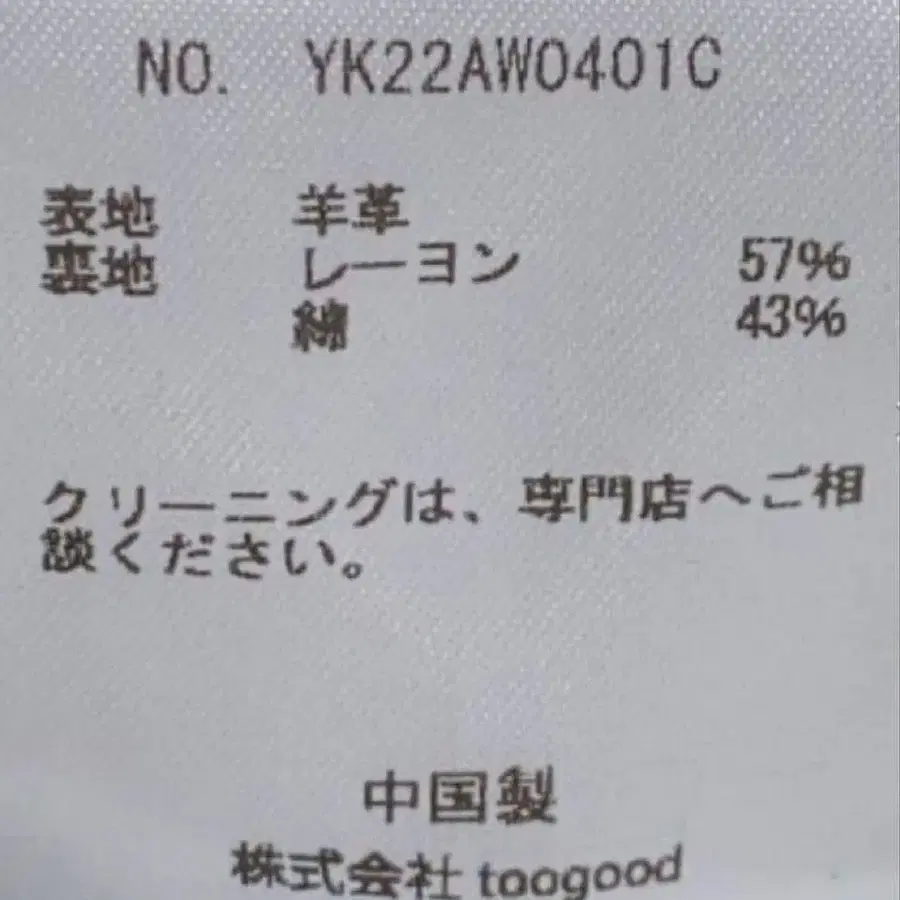 NO. YK22AW0401C
表地 羊革
裏地 レーヨン 57%
綿 43%
クリーニングは、専門店へご相
談ください。
中国製
株式会社 toogood